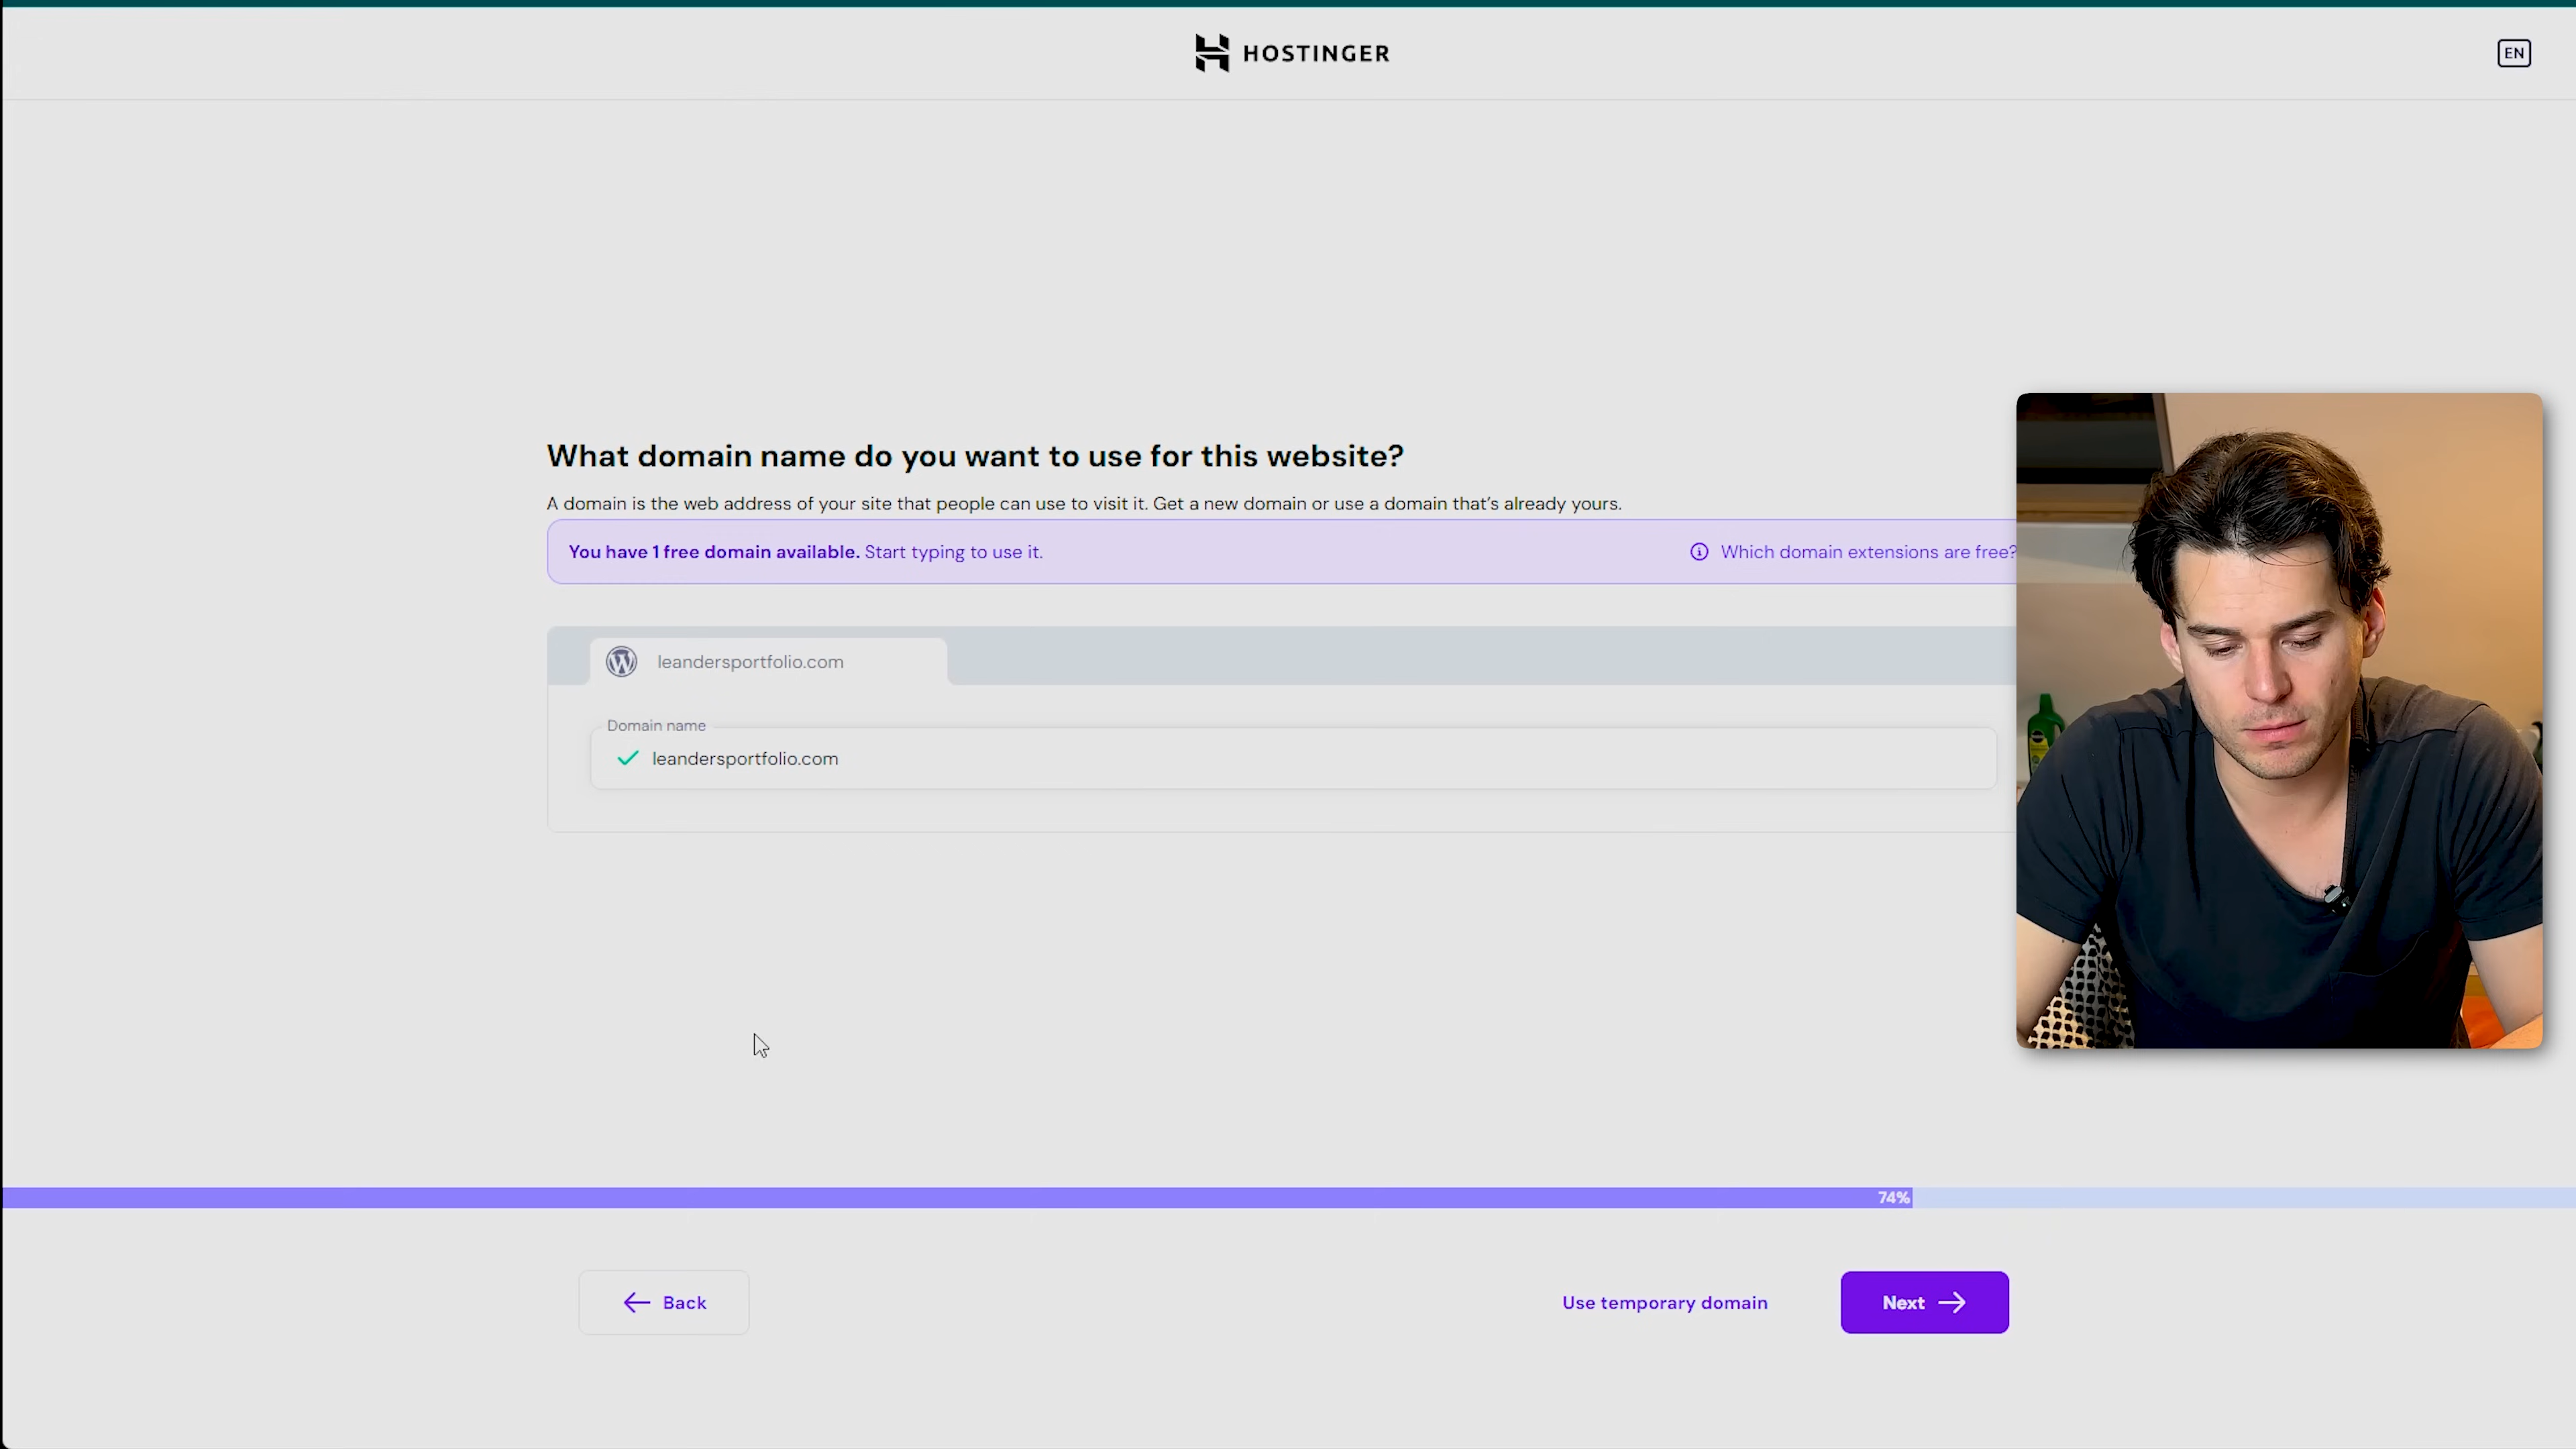 HOSTINGER
EN
What domain name do you want to use for this website?
A domain is the web address of your site that people can use to visit it. Get a new domain or use a domain that's already yours.
You have 1 free domain available. Start typing to use it.
Which domain extensions are free?
leandersportfolio.com
Domain name
leandersportfolio.com
74%
Back
Use temporary domain
Next